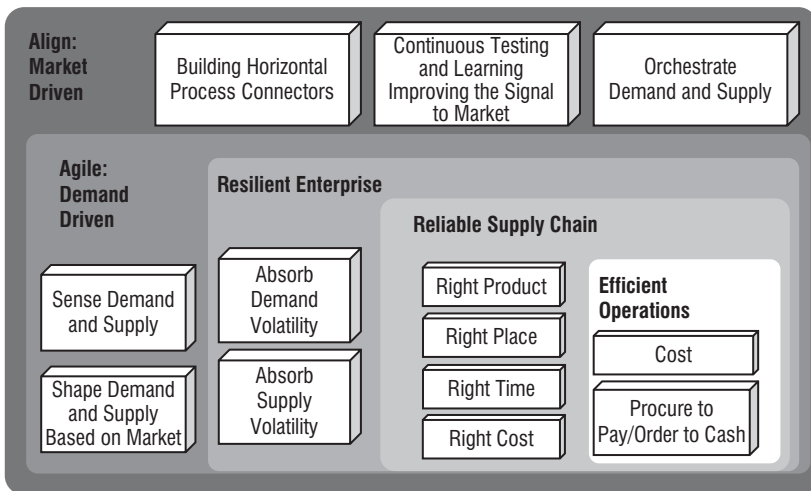 Align:
Market
Driven
Building Horizontal
Process Connectors
Continuous Testing
and Learning
Improving the Signal
to Market
Orchestrate
Demand and Supply
Agile:
Demand
Driven
Sense Demand
and Supply
Shape Demand
and Supply
Based on Market
Resilient Enterprise
Absorb
Demand
Volatility
Absorb
Supply
Volatility
Reliable Supply Chain
Right Product
Right Place
Right Time
Right Cost
Efficient
Operations
Cost
Procure to
Pay/Order to Cash